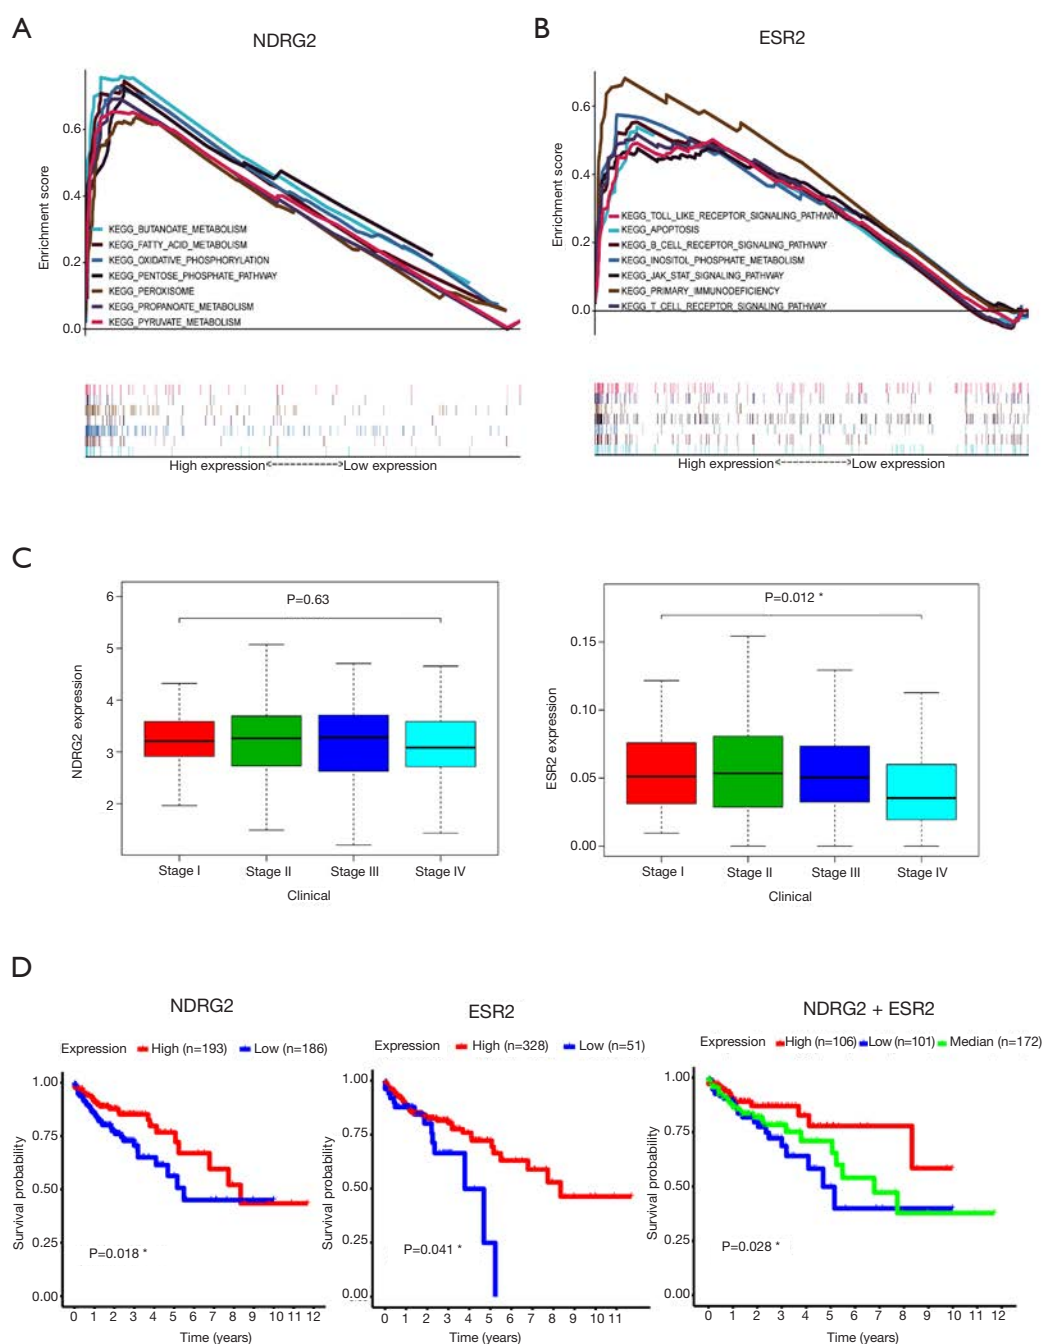 A
NDRG2
Enrichment score
0.6
0.4
0.2
0.0
KEGG_BUTANOATE_METABOLISM
KEGG_FATTY_ACID_METABOLISM
KEGG_OXIDATIVE_PHOSPHORYLATION
KEGG_PENTOSE_PHOSPHATE_PATHWAY
KEGG_PEROXISOME
KEGG_PROPANOATE_METABOLISM
KEGG_PYRUVATE_METABOLISM
High expression<------------>Low expression
B
ESR2
Enrichment score
0.6
0.4
0.2
0.0
KEGG_TOLL_LIKE_RECEPTOR_SIGNALING_PATHWAY
KEGG_APOPTOSIS
KEGG_B_CELL_RECEPTOR_SIGNALING_PATHWAY
KEGG_INOSITOL_PHOSPHATE_METABOLISM
KEGG_JAK_STAT_SIGNALING_PATHWAY
KEGG_PRIMARY_IMMUNODEFICIENCY
KEGG_T_CELL_RECEPTOR_SIGNALING_PATHWAY
High expression<------------>Low expression
C
NDRG2 expression
6
5
4
3
2
P=0.63
Stage I Stage II Stage III Stage IV
Clinical
ESR2 expression
0.15
0.10
0.05
0.00
P=0.012 *
Stage I Stage II Stage III Stage IV
Clinical
D
NDRG2
Expression High (n=193) Low (n=186)
Survival probability
1.00
0.75
0.50
0.25
0.00
P=0.018 *
0 1 2 3 4 5 6 7 8 9 10 11 12
Time (years)
ESR2
Expression High (n=328) Low (n=51)
Survival probability
1.00
0.75
0.50
0.25
0.00
P=0.041 *
0 1 2 3 4 5 6 7 8 9 10 11
Time (years)
NDRG2 + ESR2
Expression High (n=106) Low (n=101) Median (n=172)
Survival probability
1.00
0.75
0.50
0.25
0.00
P=0.028 *
0 1 2 3 4 5 6 7 8 9 10 11 12
Time (years)